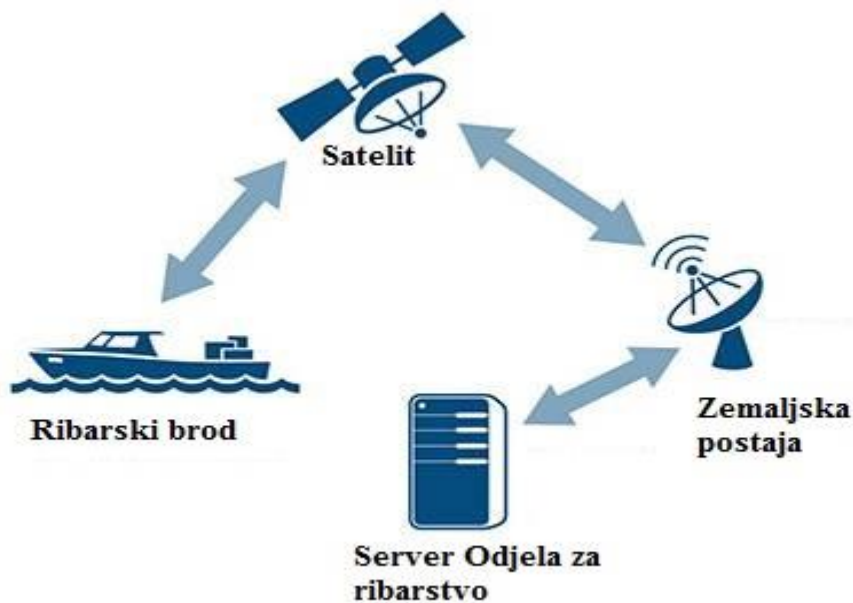 Satelit
Ribarski brod
Zemaljska
postaja
Server Odjela za
ribarstvo